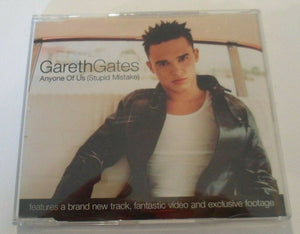 GarethGates
Anyone Of Us (Stupid Mistake)
features a brand new track, fantastic video and exclusive footage